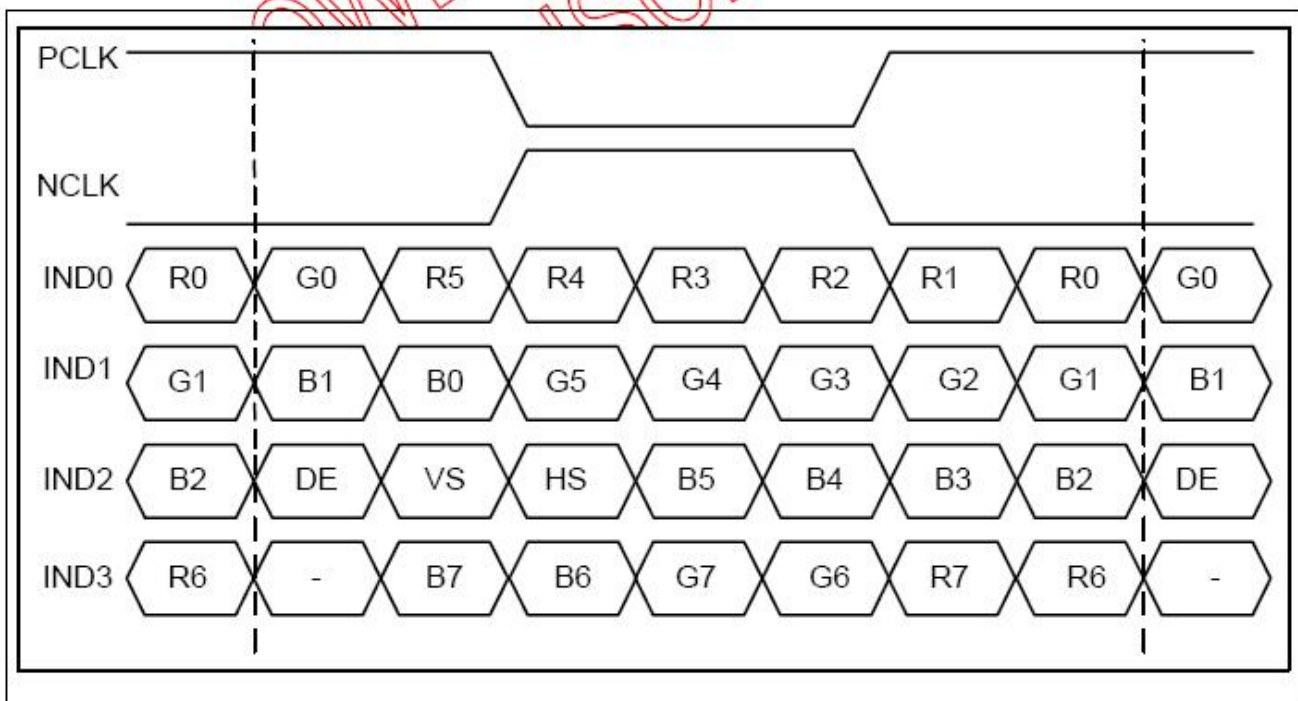 PCLK
NCLK
IND0 R0 G0 R5 R4 R3 R2 R1 R0 G0
IND1 G1 B1 B0 G5 G4 G3 G2 G1 B1
IND2 B2 DE VS HS B5 B4 B3 B2 DE
IND3 R6 - B7 B6 G7 G6 R7 R6 -